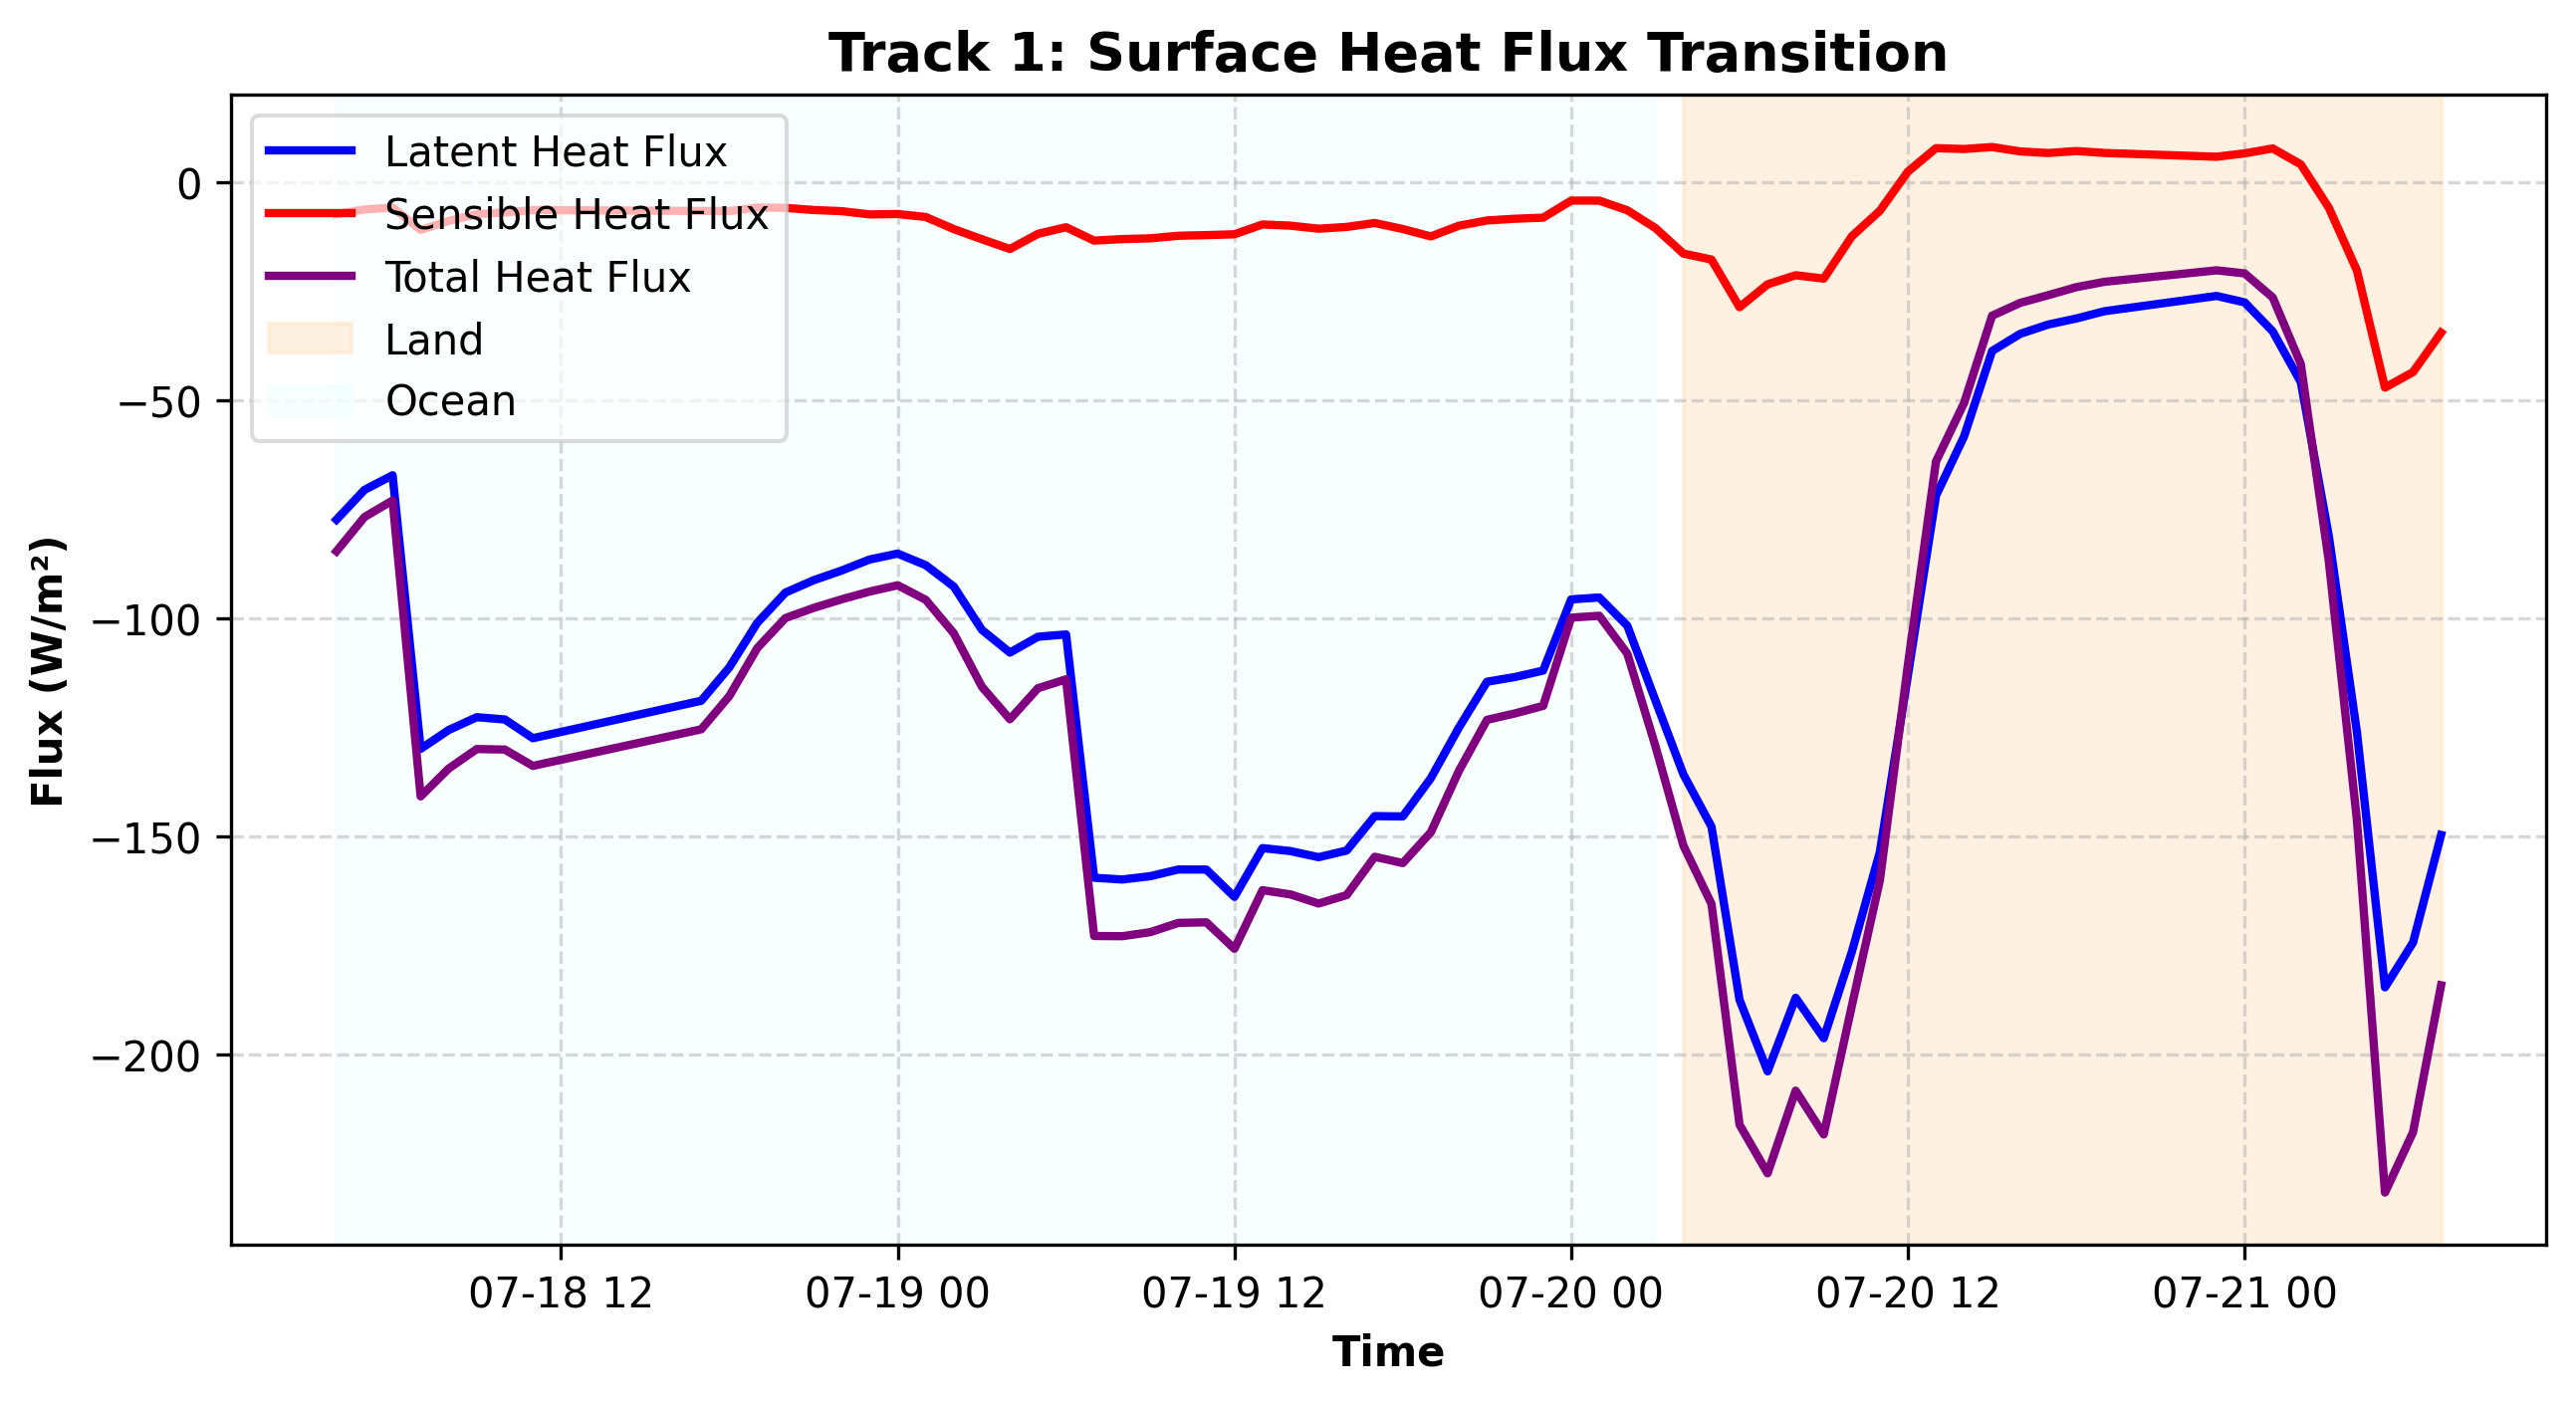 Track 1: Surface Heat Flux Transition
Latent Heat Flux
Sensible Heat Flux
Total Heat Flux
Land
Ocean
Flux (W/m²)
0
−50
−100
−150
−200
07-18 12
07-19 00
07-19 12
07-20 00
07-20 12
07-21 00
Time